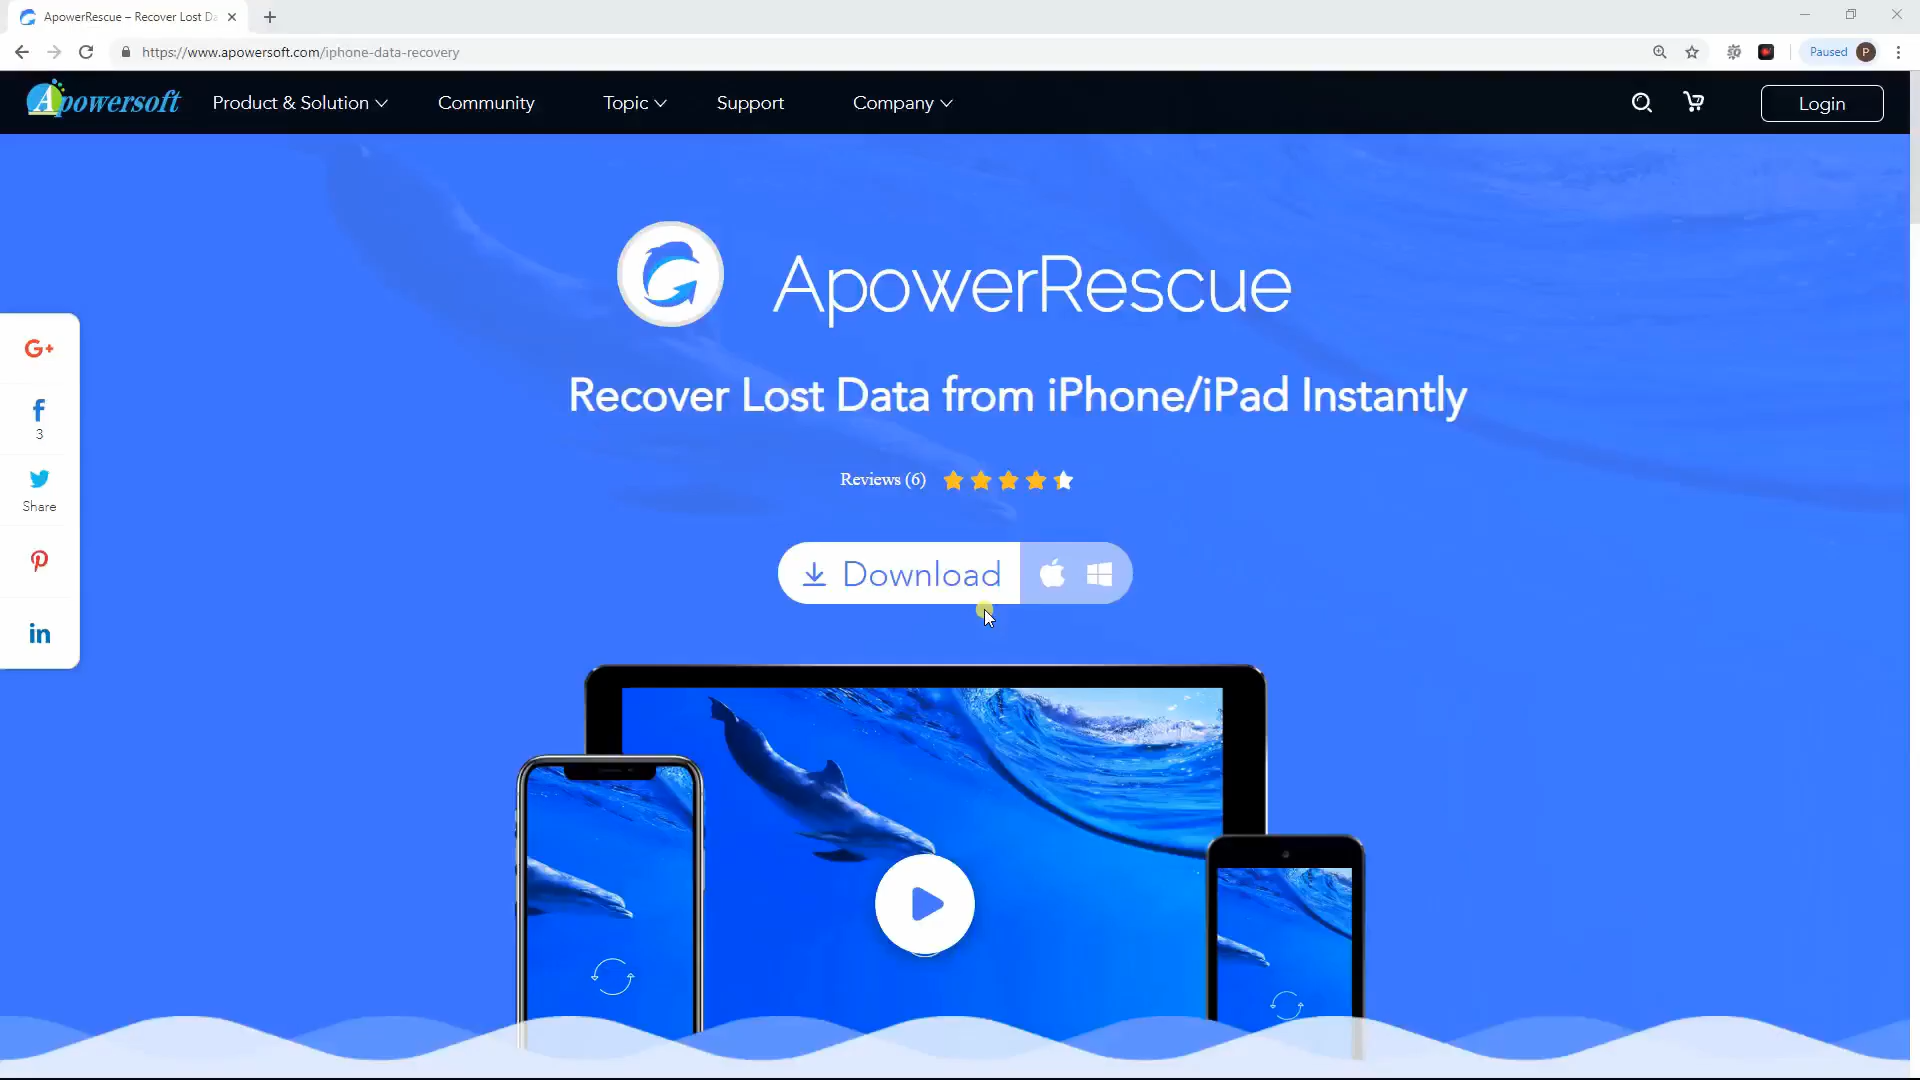 ApowerRescue – Recover Lost Da
https://www.apowersoft.com/iphone-data-recovery
Paused P
Apowersoft
Product & Solution
Community
Topic
Support
Company
Login
ApowerRescue
Recover Lost Data from iPhone/iPad Instantly
Reviews (6)
Download
G+
f
3
Share
in